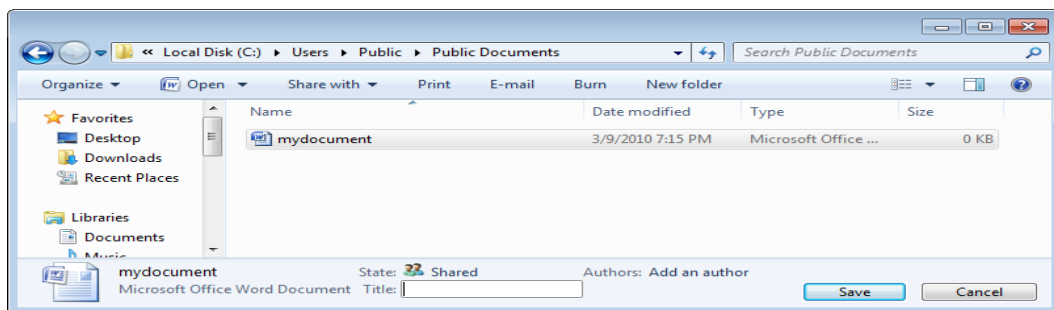 « Local Disk (C:) ▸ Users ▸ Public ▸ Public Documents Search Public Documents
Organize Open Share with Print E-mail Burn New folder
Favorites
Desktop
Downloads
Recent Places
Libraries
Documents
Music
Name Date modified Type Size
mydocument 3/9/2010 7:15 PM Microsoft Office ... 0 KB
mydocument State: Shared Authors: Add an author
Microsoft Office Word Document Title:
Save Cancel